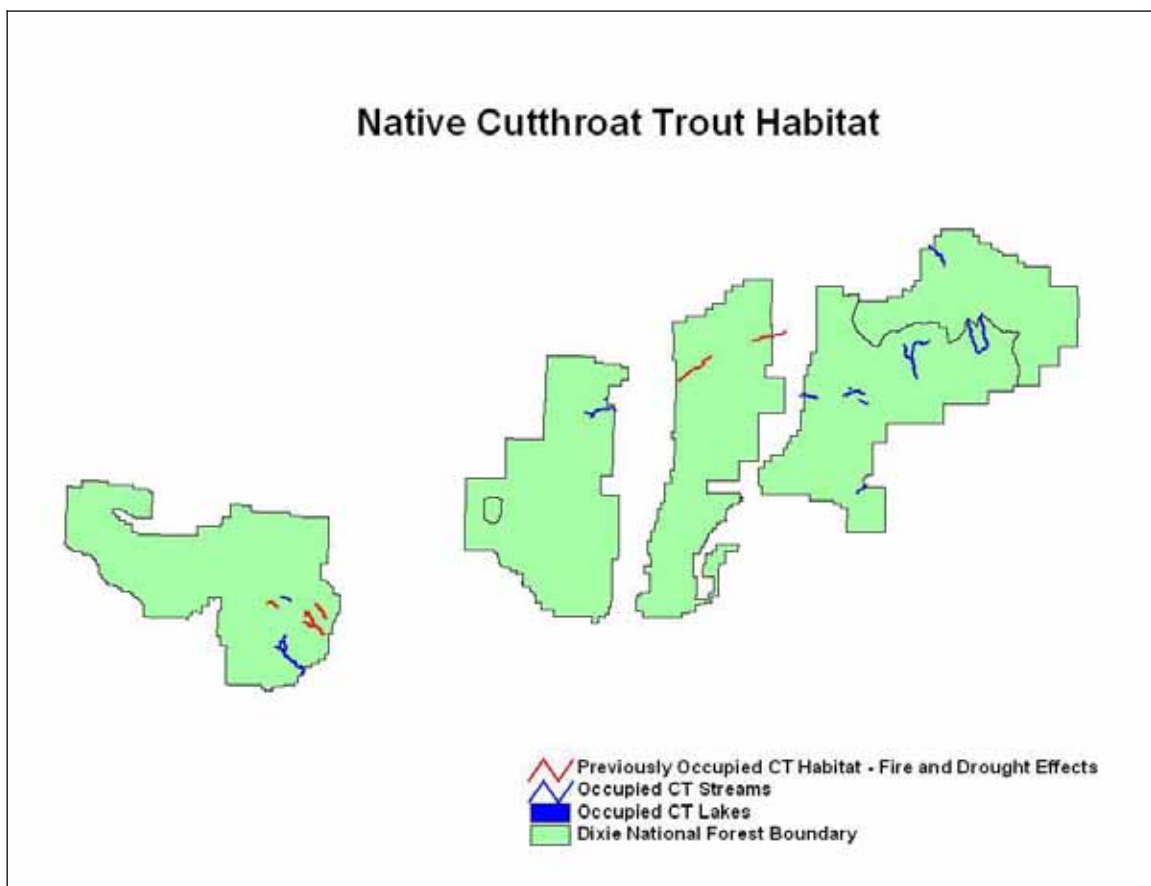 Native Cutthroat Trout Habitat
Previously Occupied CT Habitat - Fire and Drought Effects
Occupied CT Streams
Occupied CT Lakes
Dixie National Forest Boundary